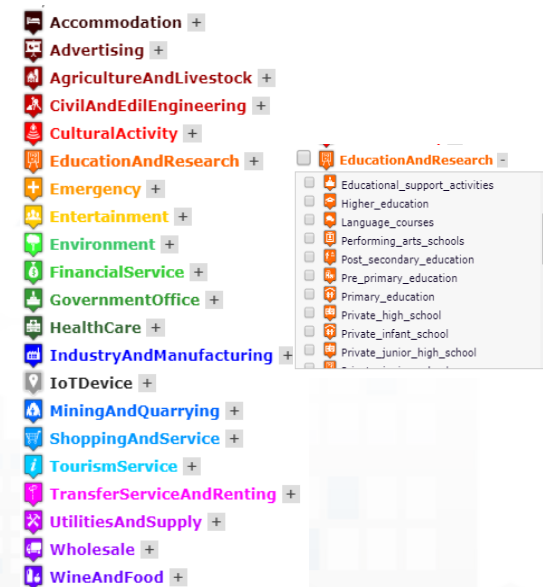 Accommodation +
Advertising +
AgricultureAndLivestock +
CivilAndEdilEngineering +
CulturalActivity +
EducationAndResearch +
Emergency +
Entertainment +
Environment +
FinancialService +
GovernmentOffice +
HealthCare +
IndustryAndManufacturing +
IoTDevice +
MiningAndQuarrying +
ShoppingAndService +
TourismService +
TransferServiceAndRenting +
UtilitiesAndSupply +
Wholesale +
WineAndFood +
EducationAndResearch -
Educational_support_activities
Higher_education
Language_courses
Performing_arts_schools
Post_secondary_education
Pre_primary_education
Primary_education
Private_high_school
Private_infant_school
Private_junior_high_school